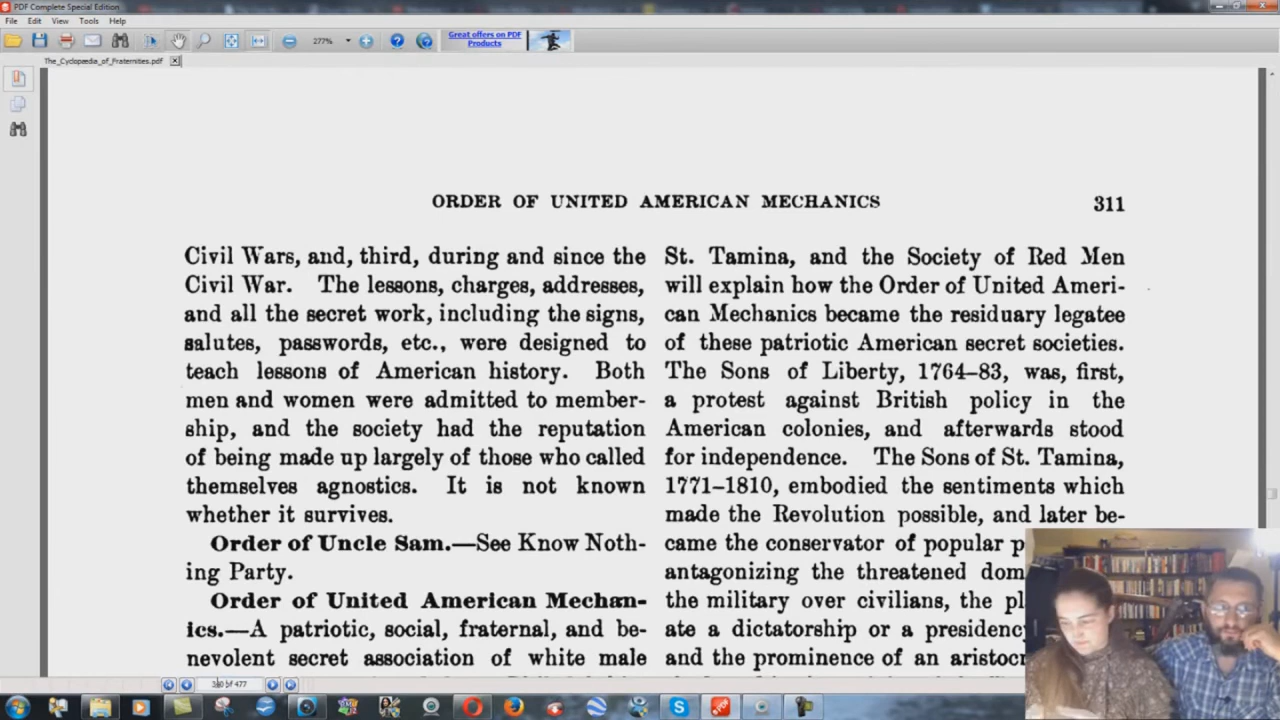 PDF Complete Special Edition
File Edit View Tools Help
277%
Great offers on PDF
Products
The_Cyclopædia_of_Fraternities.pdf
ORDER OF UNITED AMERICAN MECHANICS 311
Civil Wars, and, third, during and since the
Civil War. The lessons, charges, addresses,
and all the secret work, including the signs,
salutes, passwords, etc., were designed to
teach lessons of American history. Both
men and women were admitted to member-
ship, and the society had the reputation
of being made up largely of those who called
themselves agnostics. It is not known
whether it survives.
Order of Uncle Sam.—See Know Noth-
ing Party.
Order of United American Mechan-
ics.—A patriotic, social, fraternal, and be-
nevolent secret association of white male
St. Tamina, and the Society of Red Men
will explain how the Order of United Ameri-
can Mechanics became the residuary legatee
of these patriotic American secret societies.
The Sons of Liberty, 1764–83, was, first,
a protest against British policy in the
American colonies, and afterwards stood
for independence. The Sons of St. Tamina,
1771–1810, embodied the sentiments which
made the Revolution possible, and later be-
came the conservator of popular p
antagonizing the threatened dom
the military over civilians, the pl
ate a dictatorship or a presidency
and the prominence of an aristocr
of 477